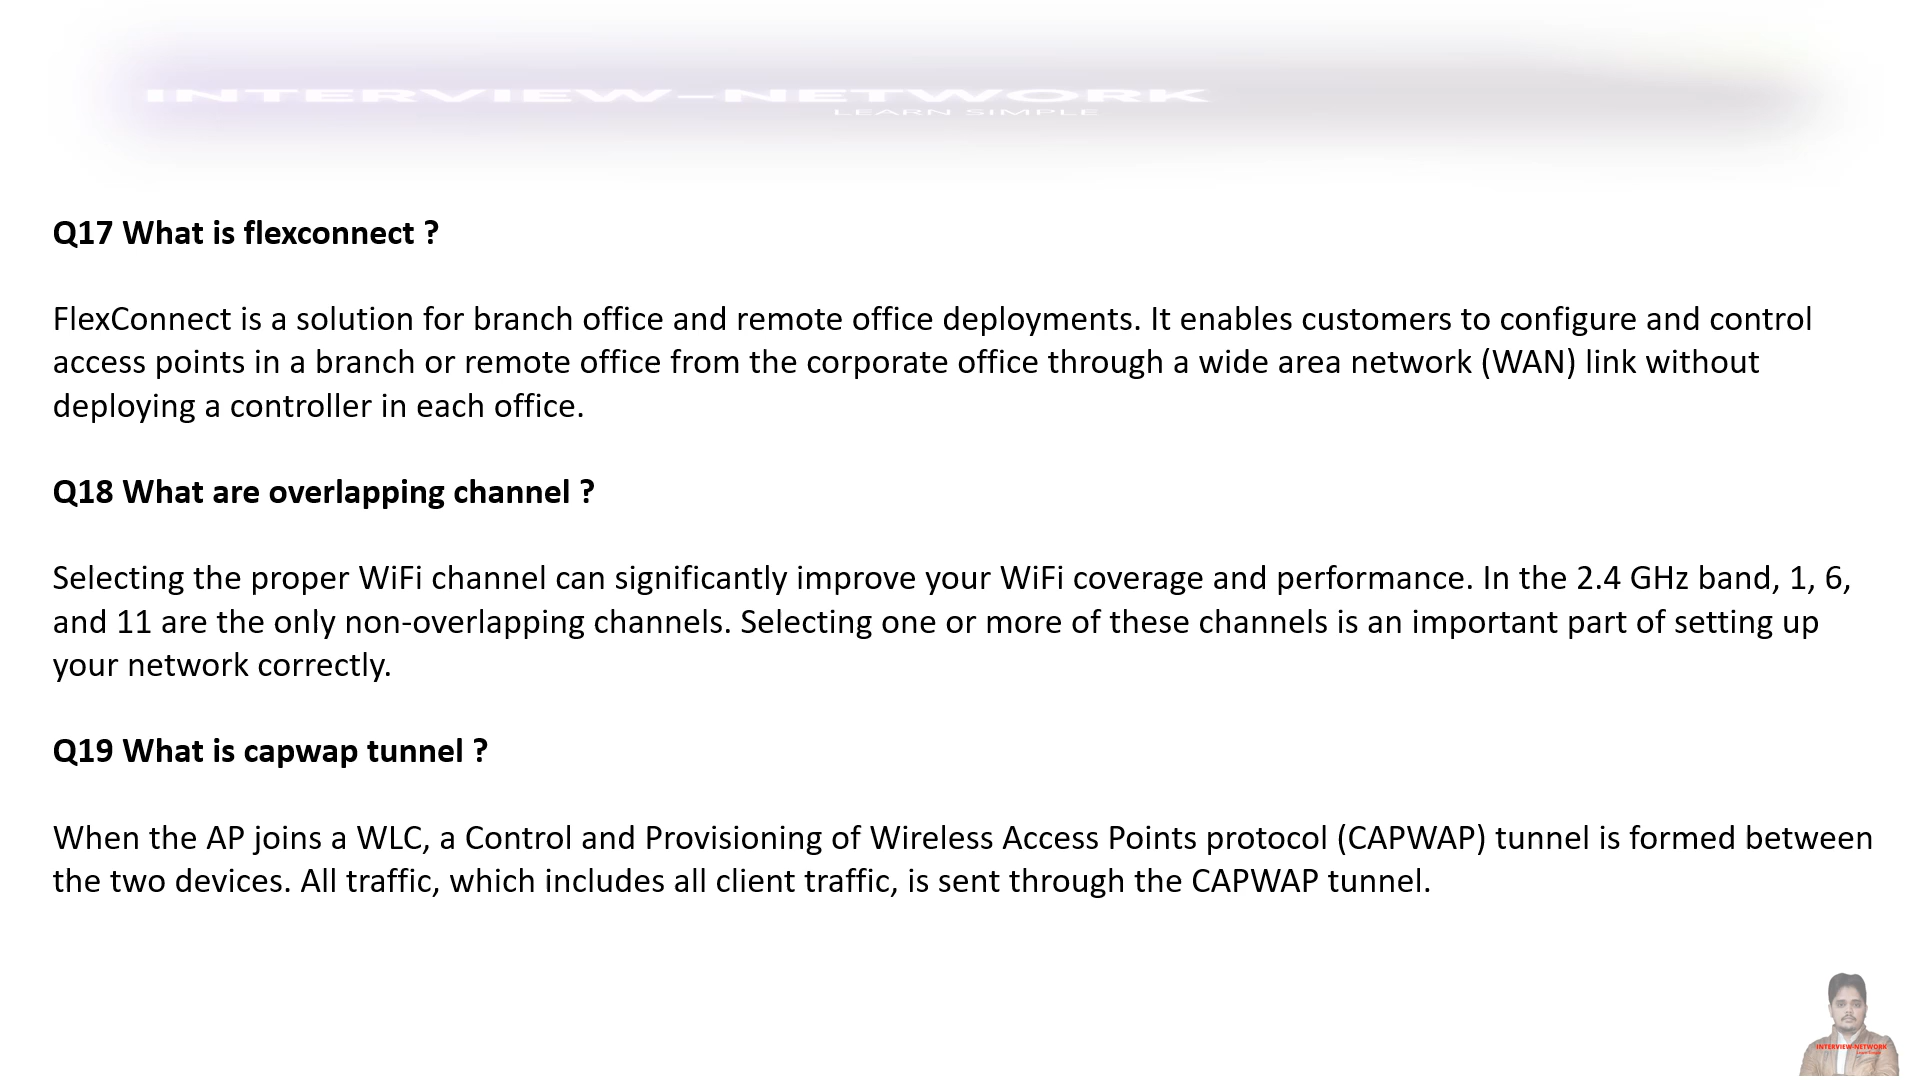 INTERVIEW-NETWORK
LEARN SIMPLE
Q17 What is flexconnect ?
FlexConnect is a solution for branch office and remote office deployments. It enables customers to configure and control
access points in a branch or remote office from the corporate office through a wide area network (WAN) link without
deploying a controller in each office.
Q18 What are overlapping channel ?
Selecting the proper WiFi channel can significantly improve your WiFi coverage and performance. In the 2.4 GHz band, 1, 6,
and 11 are the only non-overlapping channels. Selecting one or more of these channels is an important part of setting up
your network correctly.
Q19 What is capwap tunnel ?
When the AP joins a WLC, a Control and Provisioning of Wireless Access Points protocol (CAPWAP) tunnel is formed between
the two devices. All traffic, which includes all client traffic, is sent through the CAPWAP tunnel.
INTERVIEW-NETWORK